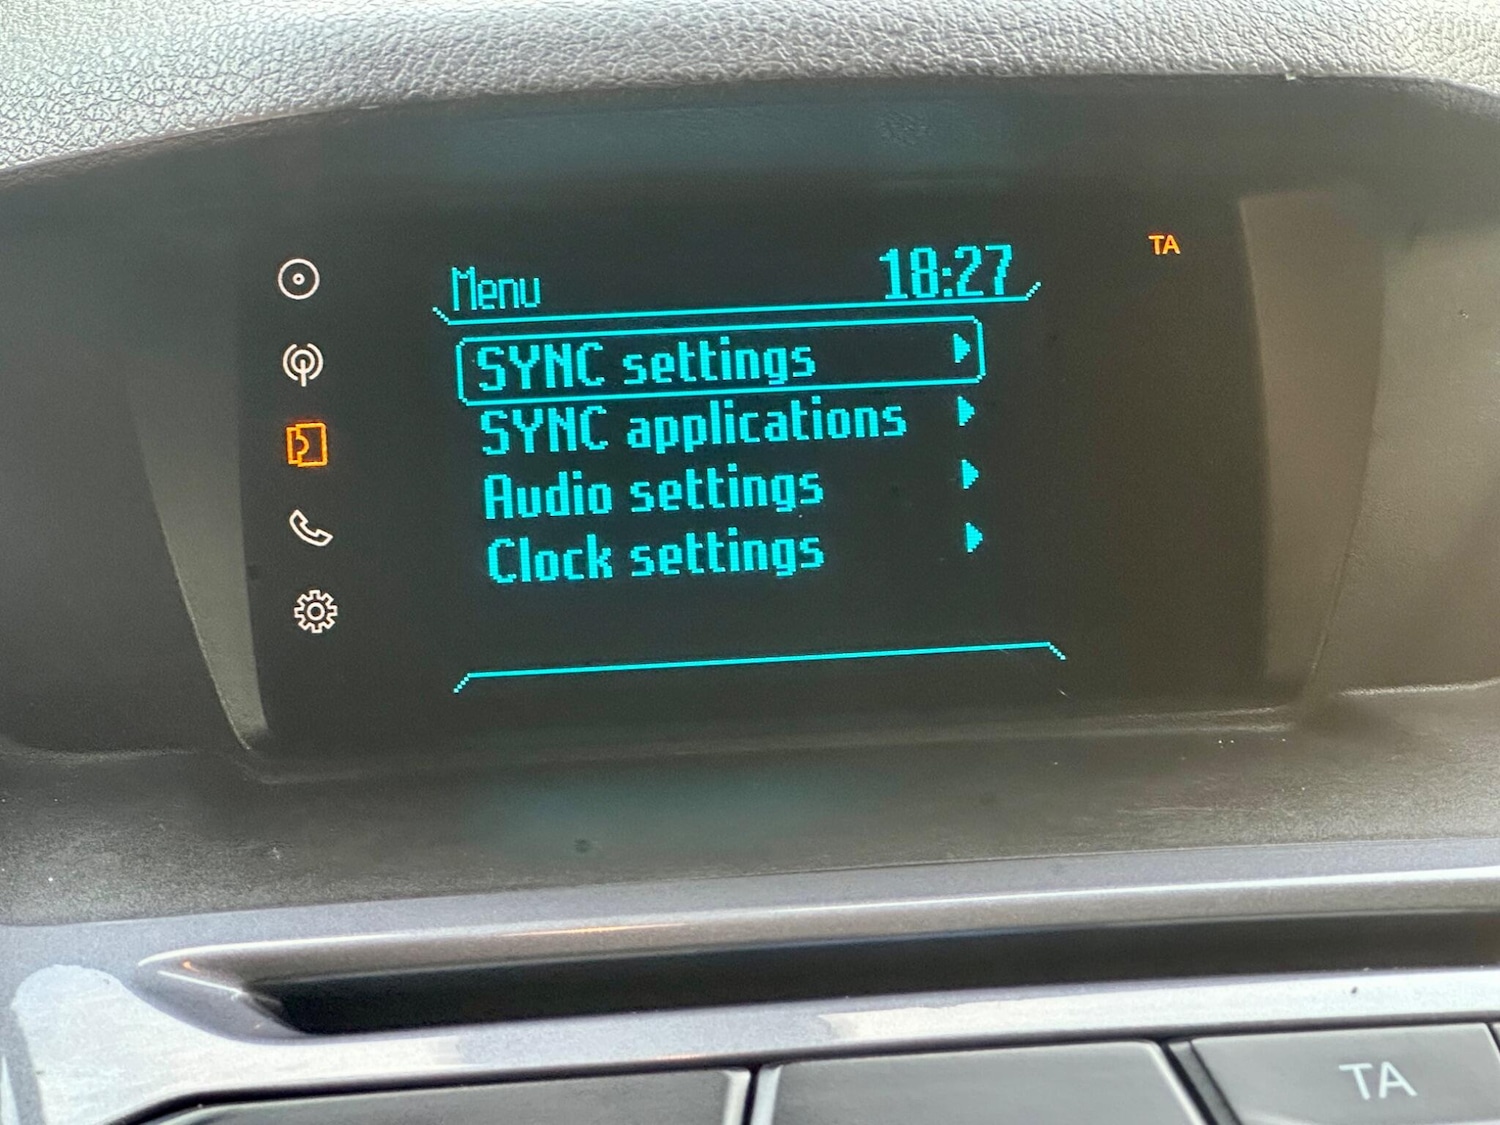 Menu 18:27
TA
SYNC settings
SYNC applications
Audio settings
Clock settings
TA